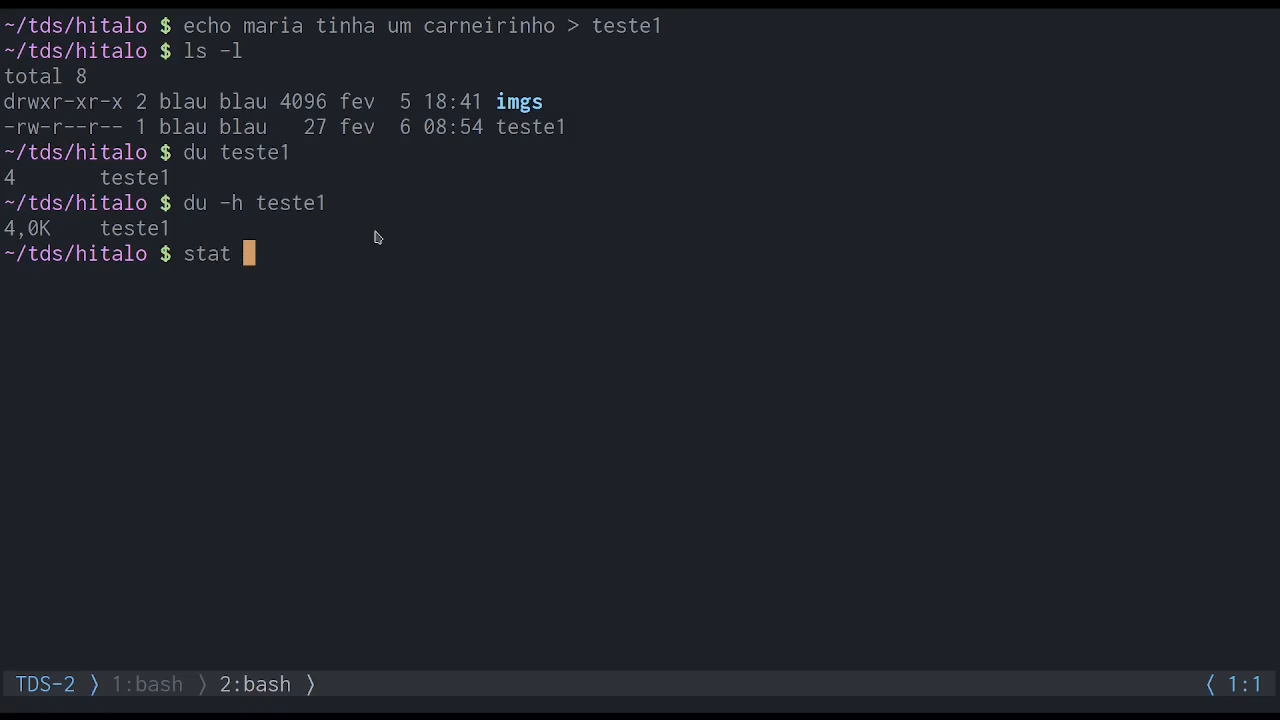 ~/tds/hitalo $ echo maria tinha um carneirinho > teste1
~/tds/hitalo $ ls -l
total 8
drwxr-xr-x 2 blau blau 4096 fev  5 18:41 imgs
-rw-r--r-- 1 blau blau   27 fev  6 08:54 teste1
~/tds/hitalo $ du teste1
4       teste1
~/tds/hitalo $ du -h teste1
4,0K    teste1
~/tds/hitalo $ stat
TDS-2 ⟩ 1:bash ⟩ 2:bash ⟩ ⟨ 1:1